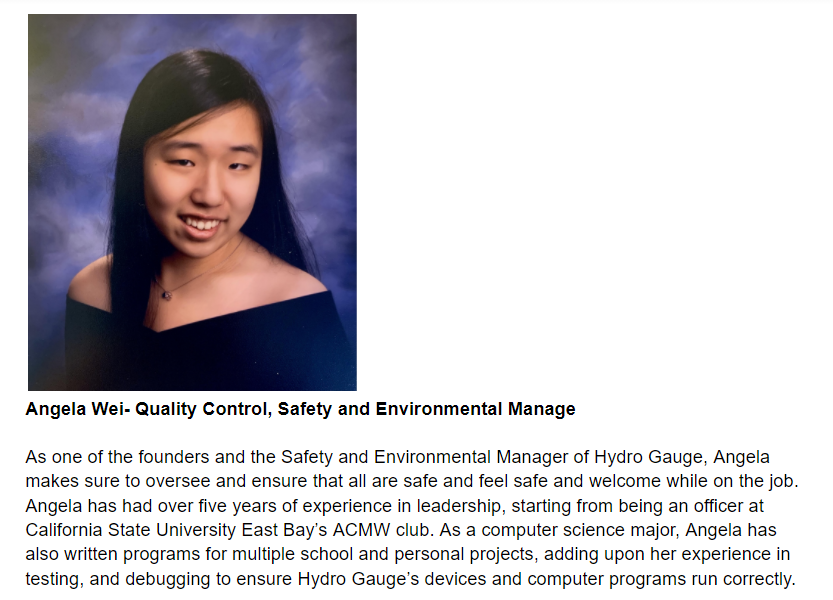 Angela Wei- Quality Control, Safety and Environmental Manage
As one of the founders and the Safety and Environmental Manager of Hydro Gauge, Angela
makes sure to oversee and ensure that all are safe and feel safe and welcome while on the job.
Angela has had over five years of experience in leadership, starting from being an officer at
California State University East Bay’s ACMW club. As a computer science major, Angela has
also written programs for multiple school and personal projects, adding upon her experience in
testing, and debugging to ensure Hydro Gauge’s devices and computer programs run correctly.